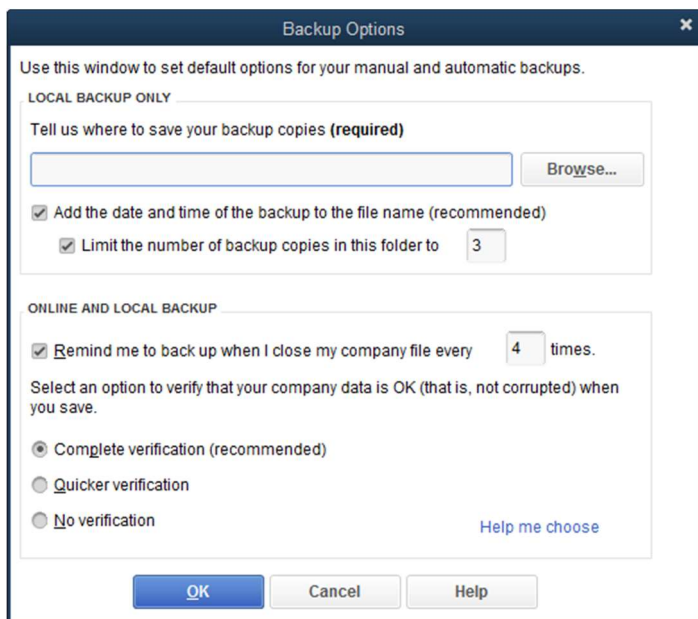 Backup Options
Use this window to set default options for your manual and automatic backups.
LOCAL BACKUP ONLY
Tell us where to save your backup copies (required)
Browse...
Add the date and time of the backup to the file name (recommended)
Limit the number of backup copies in this folder to 3
ONLINE AND LOCAL BACKUP
Remind me to back up when I close my company file every 4 times.
Select an option to verify that your company data is OK (that is, not corrupted) when
you save.
Complete verification (recommended)
Quicker verification
No verification
Help me choose
OK Cancel Help